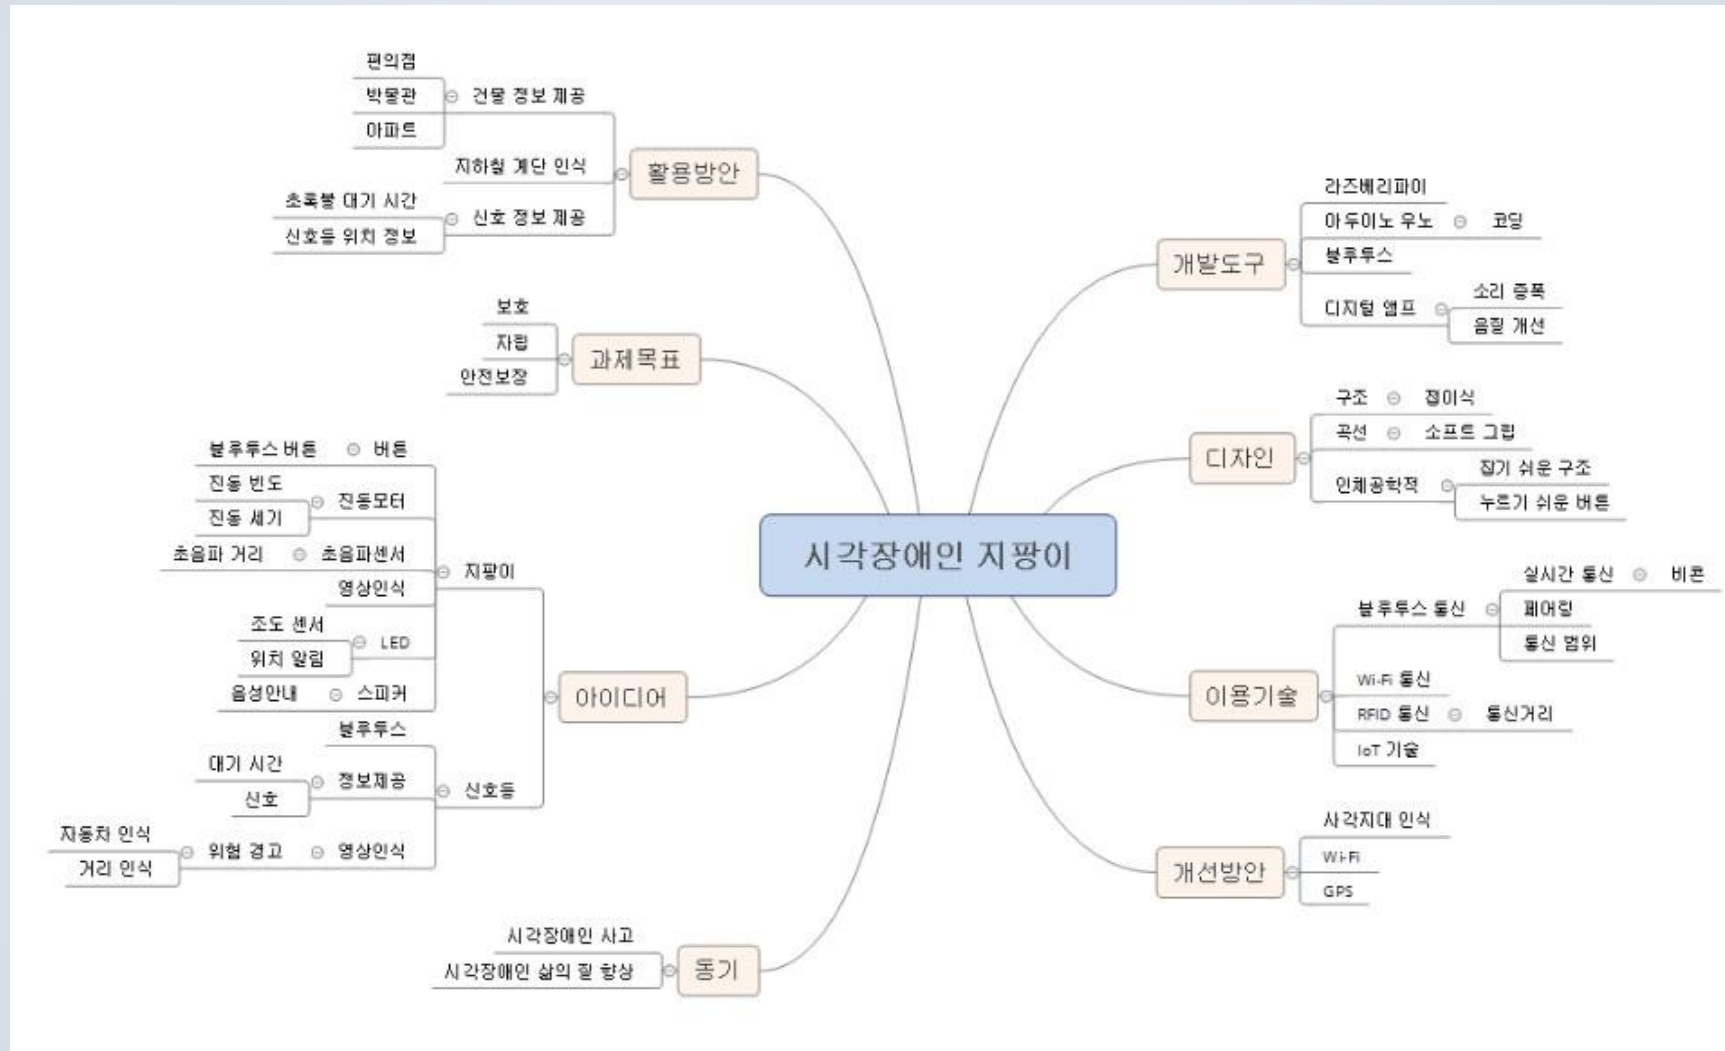 시각장애인 지팡이
활용방안
건물 정보 제공
편의점
박물관
아파트
지하철 계단 인식
신호 정보 제공
초록불 대기 시간
신호등 위치 정보
과제목표
보호
자립
안전보장
아이디어
지팡이
버튼
블루투스 버튼
진동모터
진동 빈도
진동 세기
초음파센서
초음파 거리
영상인식
LED
조도 센서
위치 알림
스피커
음성안내
신호등
블루투스
정보제공
대기 시간
신호
영상인식
위험 경고
자동차 인식
거리 인식
동기
시각장애인 사고
시각장애인 삶의 질 향상
개발도구
라즈베리파이
아두이노 우노
코딩
블루투스
디지털 앰프
소리 증폭
음질 개선
디자인
구조
접이식
곡선
소프트 그립
인체공학적
잡기 쉬운 구조
누르기 쉬운 버튼
이용기술
블루투스 통신
실시간 통신
비콘
페어링
통신 범위
Wi-Fi 통신
RFID 통신
통신거리
IoT 기술
개선방안
사각지대 인식
Wi-Fi
GPS